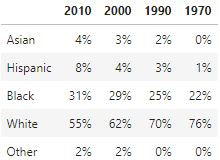 2010 2000 1990 1970
Asian 4% 3% 2% 0%
Hispanic 8% 4% 3% 1%
Black 31% 29% 25% 22%
White 55% 62% 70% 76%
Other 2% 2% 0% 0%